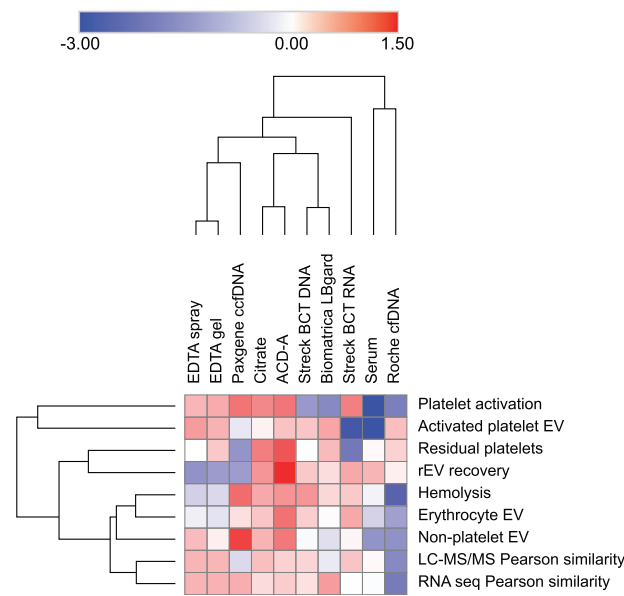 -3.00 0.00 1.50
EDTA spray
EDTA gel
Paxgene ccfDNA
Citrate
ACD-A
Streck BCT DNA
Biomatrica LBgard
Streck BCT RNA
Serum
Roche cfDNA
Platelet activation
Activated platelet EV
Residual platelets
rEV recovery
Hemolysis
Erythrocyte EV
Non-platelet EV
LC-MS/MS Pearson similarity
RNA seq Pearson similarity